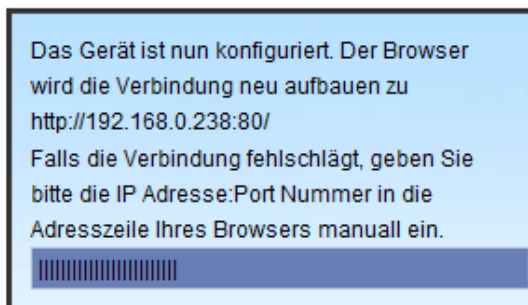 Das Gerät ist nun konfiguriert. Der Browser
wird die Verbindung neu aufbauen zu
http://192.168.0.238:80/
Falls die Verbindung fehlschlägt, geben Sie
bitte die IP Adresse:Port Nummer in die
Adresszeile Ihres Browsers manuall ein.